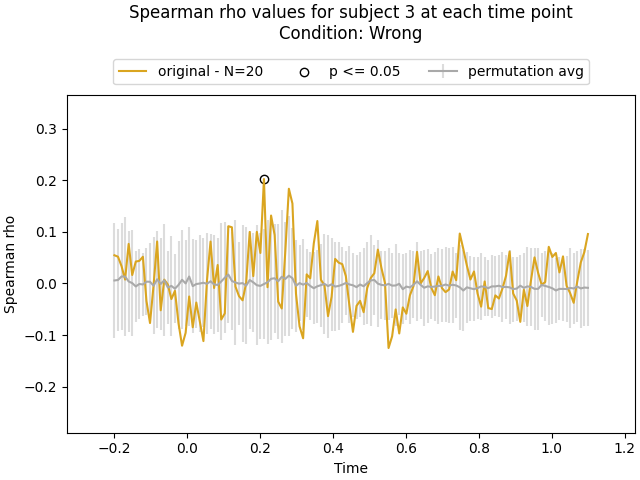 Spearman rho values for subject 3 at each time point
Condition: Wrong
original - N=20
p <= 0.05
permutation avg
Spearman rho
0.3
0.2
0.1
0.0
−0.1
−0.2
−0.2
0.0
0.2
0.4
0.6
0.8
1.0
1.2
Time